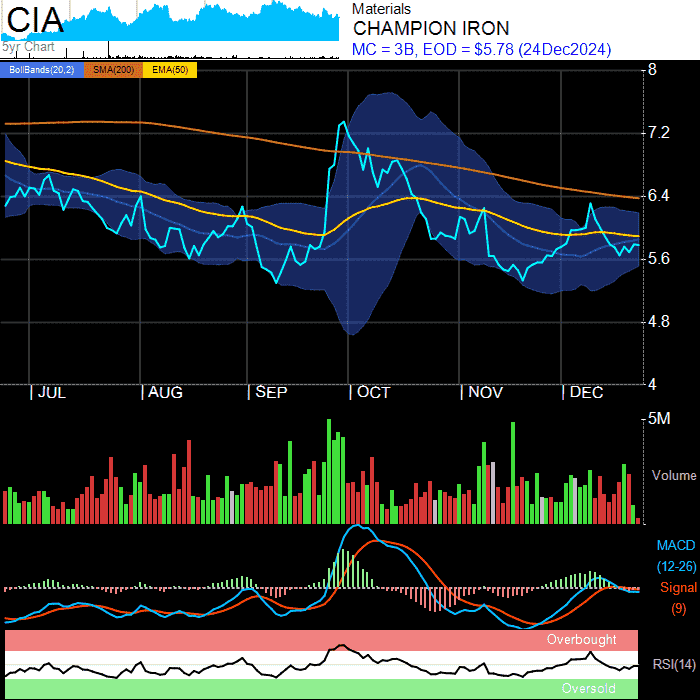 CIA
5yr Chart
Materials
CHAMPION IRON
MC = 3B, EOD = $5.78 (24Dec2024)
BollBands(20,2) SMA(200) EMA(50)
8
7.2
6.4
5.6
4.8
4
| JUL | AUG | SEP | OCT | NOV | DEC
5M
Volume
MACD
(12-26)
Signal
(9)
Overbought
RSI(14)
Oversold